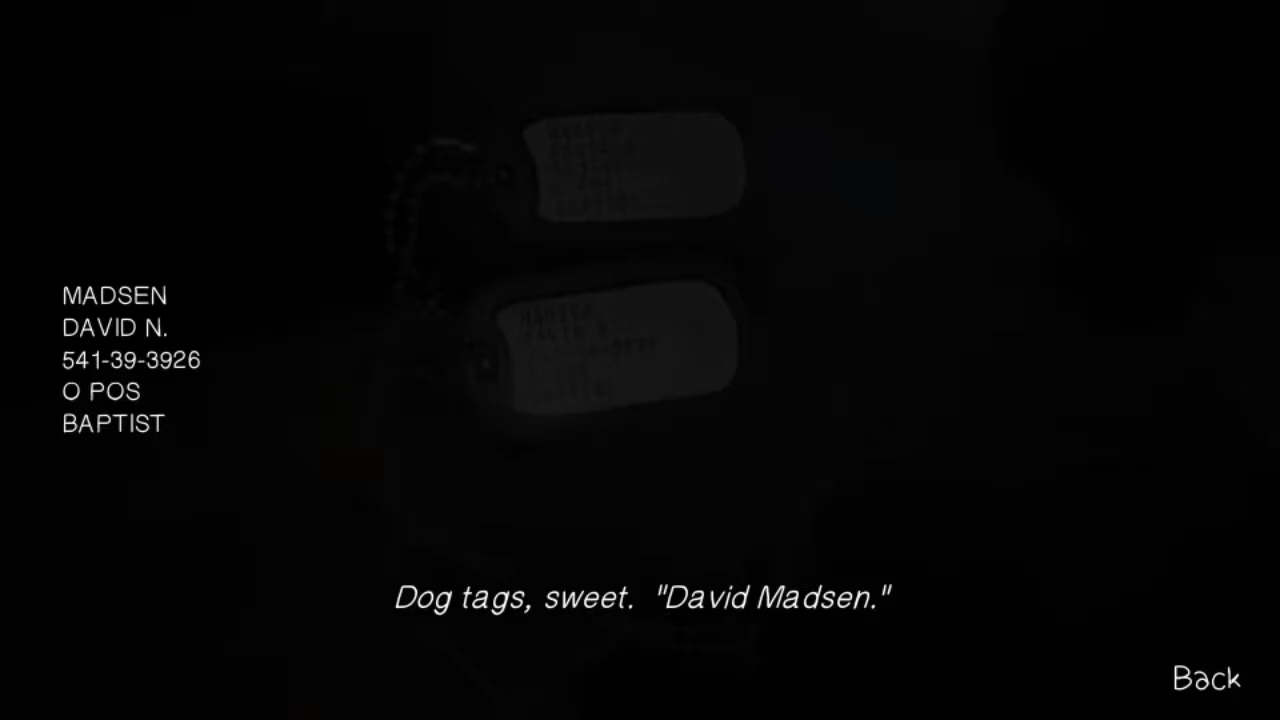 MADSEN
DAVID N.
541-39-3926
O POS
BAPTIST
Dog tags, sweet. "David Madsen."
Back